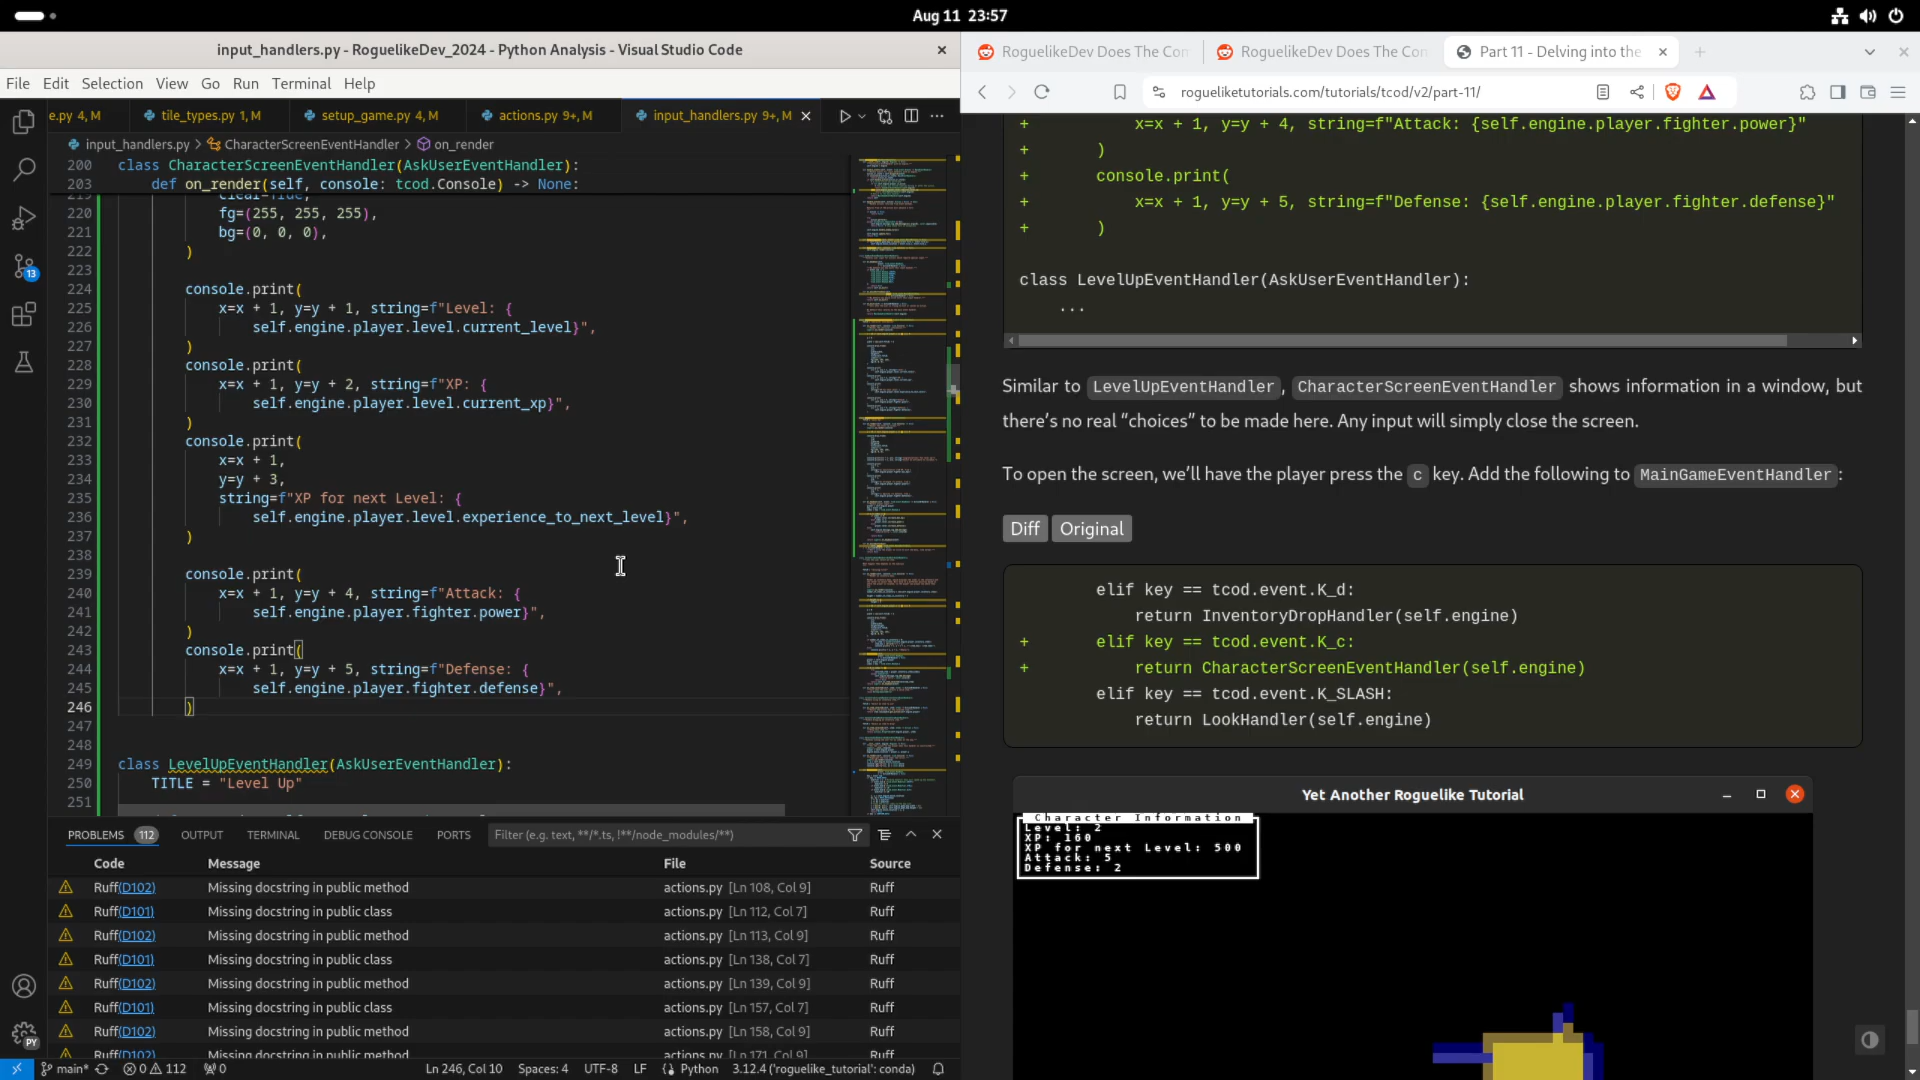 Aug 11 23:57
input_handlers.py - RoguelikeDev_2024 - Python Analysis - Visual Studio Code
File Edit Selection View Go Run Terminal Help
e.py 4, M tile_types.py 1, M setup_game.py 4, M actions.py 9+, M input_handlers.py 9+, M
input_handlers.py > CharacterScreenEventHandler > on_render
200 class CharacterScreenEventHandler(AskUserEventHandler):
203 def on_render(self, console: tcod.Console) -> None:
219 clear=True,
220 fg=(255, 255, 255),
221 bg=(0, 0, 0),
222 )
223
224 console.print(
225 x=x + 1, y=y + 1, string=f"Level: {
226 self.engine.player.level.current_level}",
227 )
228 console.print(
229 x=x + 1, y=y + 2, string=f"XP: {
230 self.engine.player.level.current_xp}",
231 )
232 console.print(
233 x=x + 1,
234 y=y + 3,
235 string=f"XP for next Level: {
236 self.engine.player.level.experience_to_next_level}",
237 )
238
239 console.print(
240 x=x + 1, y=y + 4, string=f"Attack: {
241 self.engine.player.fighter.power}",
242 )
243 console.print(
244 x=x + 1, y=y + 5, string=f"Defense: {
245 self.engine.player.fighter.defense}",
246 )
247
248
249 class LevelUpEventHandler(AskUserEventHandler):
250 TITLE = "Level Up"
251
PROBLEMS 112 OUTPUT TERMINAL DEBUG CONSOLE PORTS Filter (e.g. text, **/*.ts, !**/node_modules/**)
Code Message File Source
Ruff(D102) Missing docstring in public method actions.py [Ln 108, Col 9] Ruff
Ruff(D101) Missing docstring in public class actions.py [Ln 112, Col 7] Ruff
Ruff(D102) Missing docstring in public method actions.py [Ln 113, Col 9] Ruff
Ruff(D101) Missing docstring in public class actions.py [Ln 138, Col 7] Ruff
Ruff(D102) Missing docstring in public method actions.py [Ln 139, Col 9] Ruff
Ruff(D101) Missing docstring in public class actions.py [Ln 157, Col 7] Ruff
Ruff(D102) Missing docstring in public method actions.py [Ln 158, Col 9] Ruff
Ruff(D102) Missing docstring in public method actions.py [Ln 171, Col 9] Ruff
13
PY
main* 0 112 0 Ln 246, Col 10 Spaces: 4 UTF-8 LF Python 3.12.4 ('roguelike_tutorial': conda)
RoguelikeDev Does The Con RoguelikeDev Does The Con Part 11 - Delving into the
rogueliketutorials.com/tutorials/tcod/v2/part-11/
+ x=x + 1, y=y + 4, string=f"Attack: {self.engine.player.fighter.power}"
+ )
+ console.print(
+ x=x + 1, y=y + 5, string=f"Defense: {self.engine.player.fighter.defense}"
+ )
class LevelUpEventHandler(AskUserEventHandler):
...
Similar to LevelUpEventHandler, CharacterScreenEventHandler shows information in a window, but
there’s no real “choices” to be made here. Any input will simply close the screen.
To open the screen, we’ll have the player press the c key. Add the following to MainGameEventHandler:
Diff Original
elif key == tcod.event.K_d:
return InventoryDropHandler(self.engine)
+ elif key == tcod.event.K_c:
+ return CharacterScreenEventHandler(self.engine)
elif key == tcod.event.K_SLASH:
return LookHandler(self.engine)
Yet Another Roguelike Tutorial
Character Information
Level: 2
XP: 160
XP for next Level: 500
Attack: 5
Defense: 2